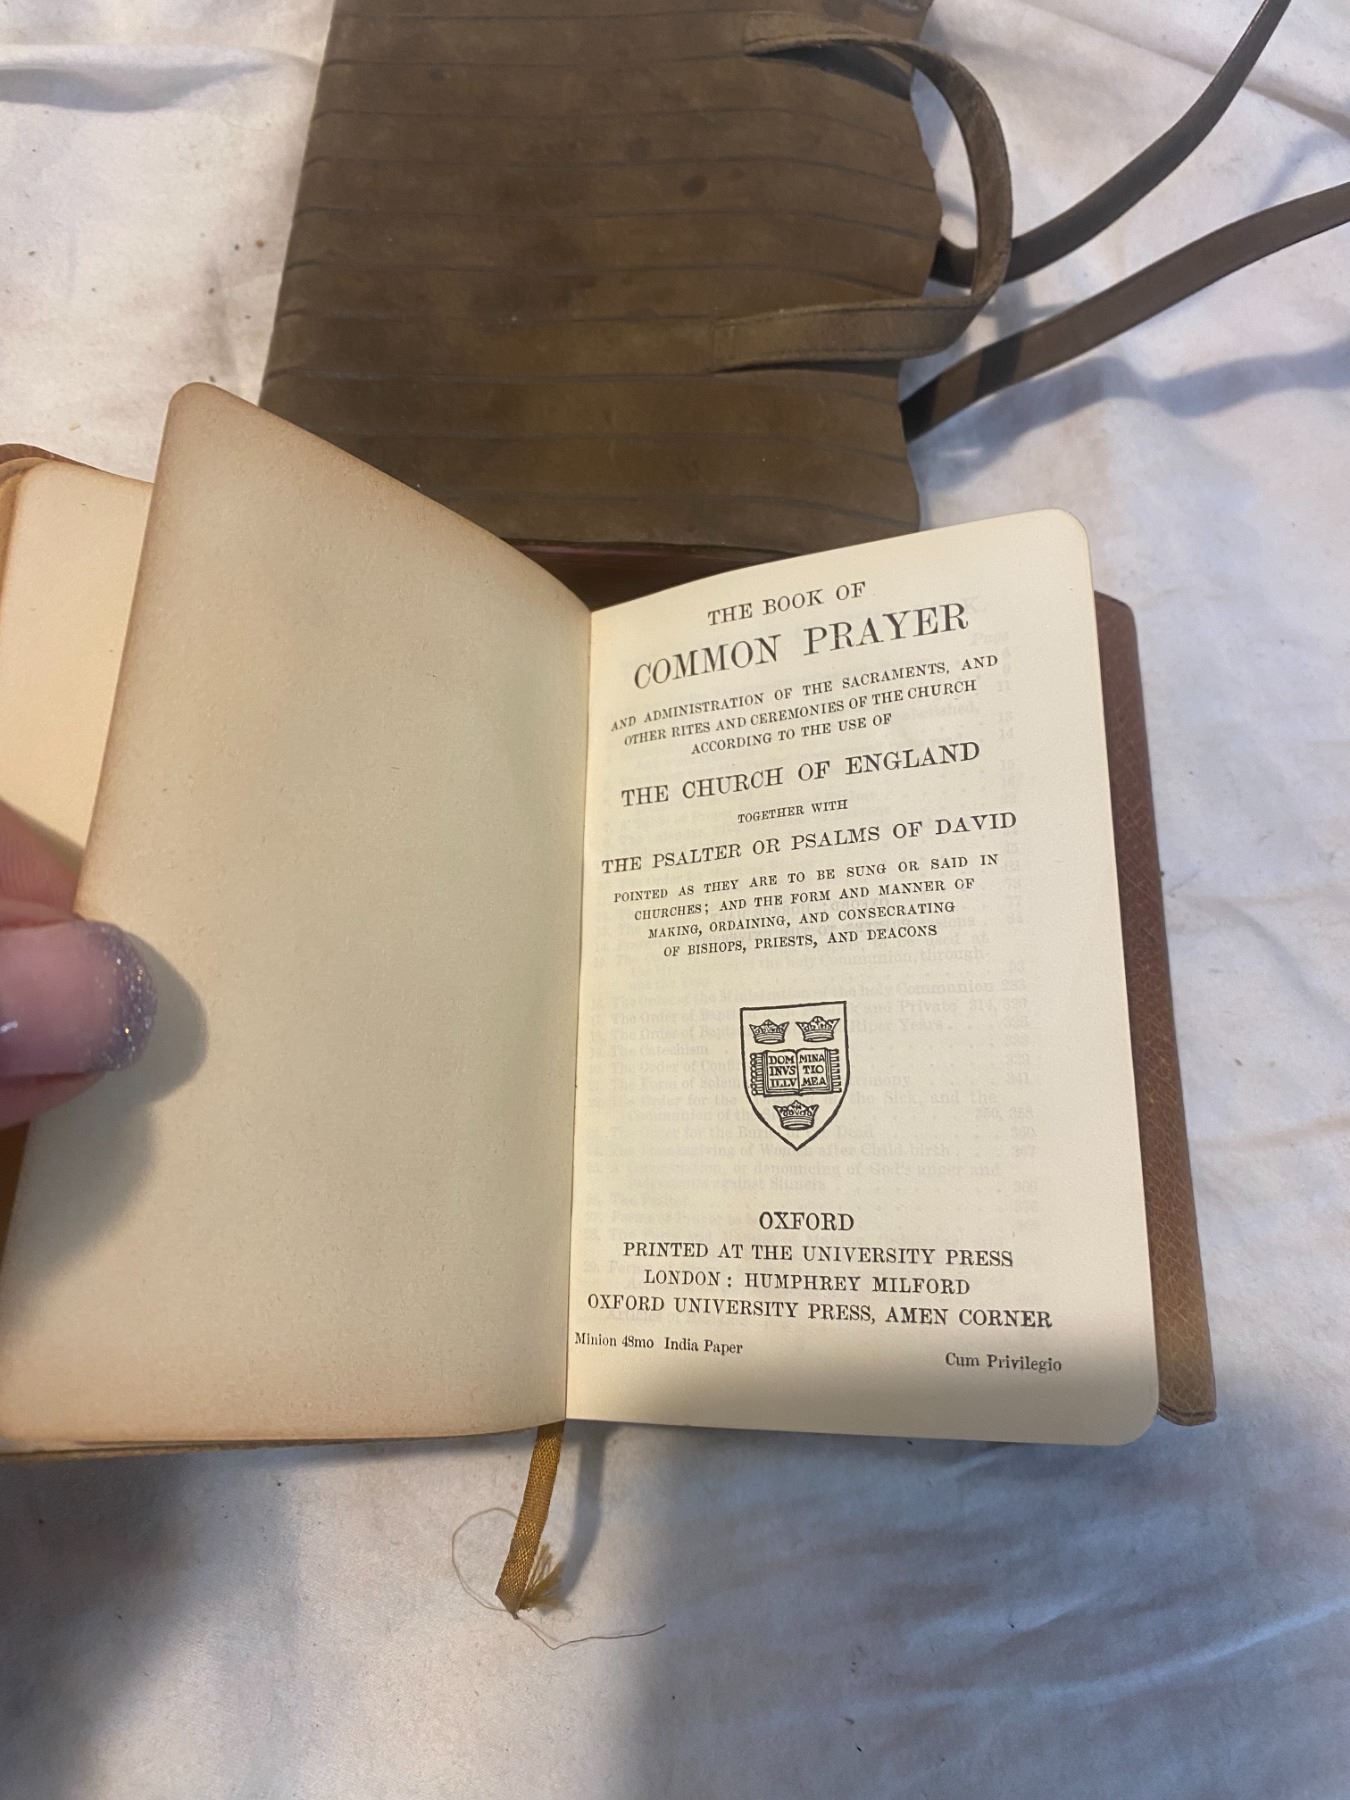 THE BOOK OF
COMMON PRAYER
AND ADMINISTRATION OF THE SACRAMENTS, AND
OTHER RITES AND CEREMONIES OF THE CHURCH
ACCORDING TO THE USE OF
THE CHURCH OF ENGLAND
TOGETHER WITH
THE PSALTER OR PSALMS OF DAVID
POINTED AS THEY ARE TO BE SUNG OR SAID IN
CHURCHES; AND THE FORM AND MANNER OF
MAKING, ORDAINING, AND CONSECRATING
OF BISHOPS, PRIESTS, AND DEACONS
DOM MINA
INVS TIO
ILLV MEA
OXFORD
PRINTED AT THE UNIVERSITY PRESS
LONDON: HUMPHREY MILFORD
OXFORD UNIVERSITY PRESS, AMEN CORNER
Minion 48mo India Paper
Cum Privilegio